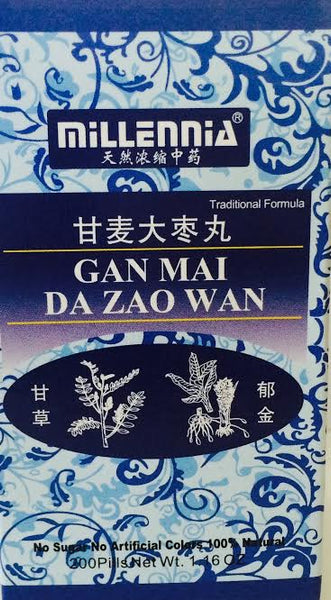 MiLLENNiA®
天然浓缩中药
Traditional Formula
甘麦大枣丸
GAN MAI
DA ZAO WAN
甘草
郁金
No Sugar No Artificial Colors 100% Natural
200Pills.Net Wt. 1.16 OZ